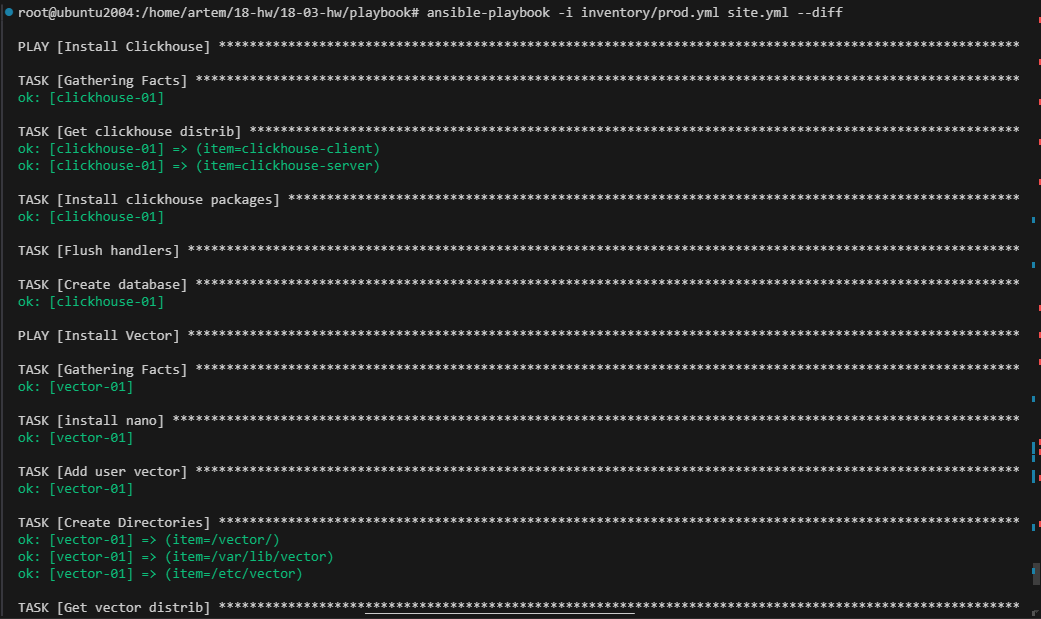 root@ubuntu2004:/home/artem/18-hw/18-03-hw/playbook# ansible-playbook -i inventory/prod.yml site.yml --diff
PLAY [Install Clickhouse] ********************************************************************************************************
TASK [Gathering Facts] ***********************************************************************************************************
ok: [clickhouse-01]
TASK [Get clickhouse distrib] ****************************************************************************************************
ok: [clickhouse-01] => (item=clickhouse-client)
ok: [clickhouse-01] => (item=clickhouse-server)
TASK [Install clickhouse packages] ***********************************************************************************************
ok: [clickhouse-01]
TASK [Flush handlers] ************************************************************************************************************
TASK [Create database] ***********************************************************************************************************
ok: [clickhouse-01]
PLAY [Install Vector] ************************************************************************************************************
TASK [Gathering Facts] ***********************************************************************************************************
ok: [vector-01]
TASK [install nano] **************************************************************************************************************
ok: [vector-01]
TASK [Add user vector] ***********************************************************************************************************
ok: [vector-01]
TASK [Create Directories] ********************************************************************************************************
ok: [vector-01] => (item=/vector/)
ok: [vector-01] => (item=/var/lib/vector)
ok: [vector-01] => (item=/etc/vector)
TASK [Get vector distrib] ********************************************************************************************************